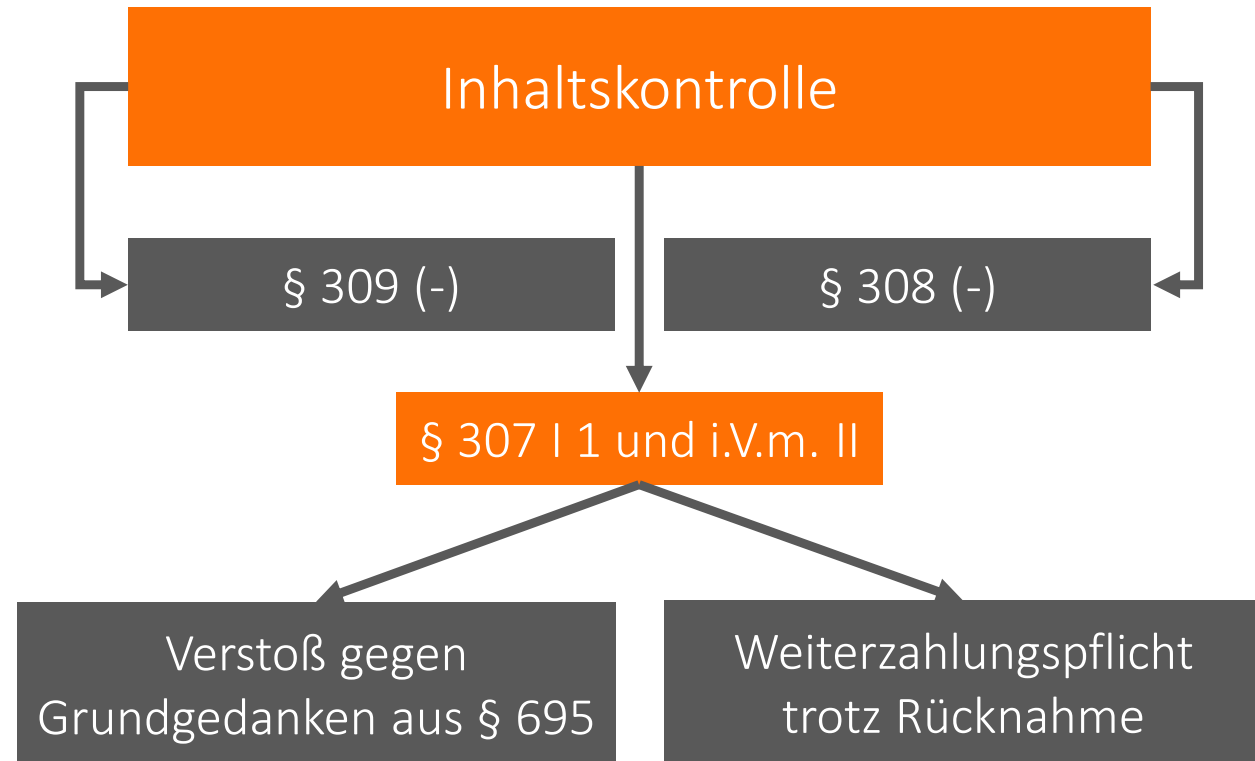 Inhaltskontrolle
§ 309 (-)
§ 308 (-)
§ 307 I 1 und i.V.m. II
Verstoß gegen
Grundgedanken aus § 695
Weiterzahlungspflicht
trotz Rücknahme